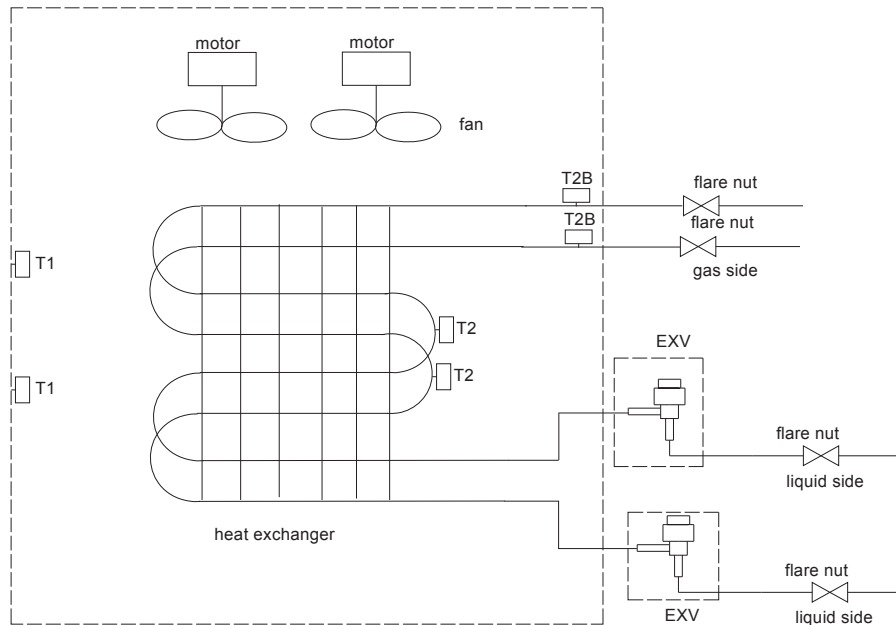 motor
motor
fan
T2B
flare nut
T2B
flare nut
gas side
T1
T2
EXV
T2
T1
flare nut
liquid side
heat exchanger
flare nut
EXV
liquid side